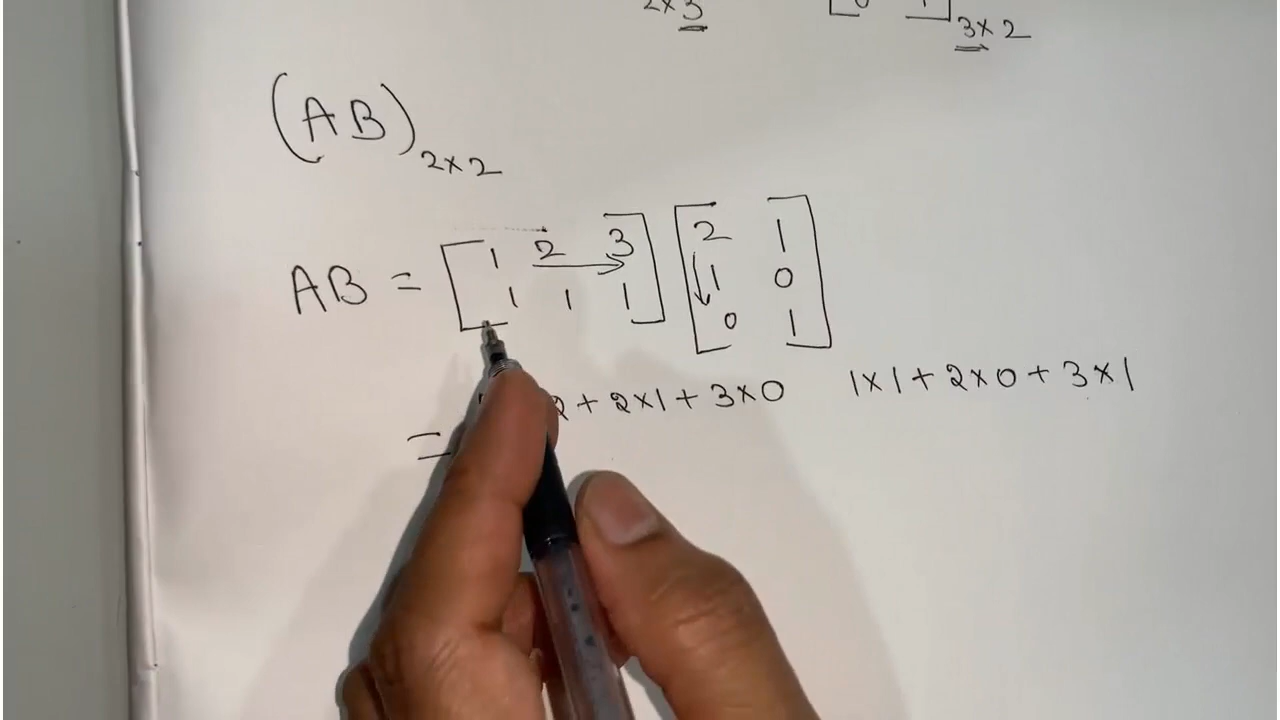 2×3 3×2
(AB)2×2
AB = [1 2 3] [2 1]
1 1 1 1 0
0 1
2 + 2×1 + 3×0 1×1 + 2×0 + 3×1
=